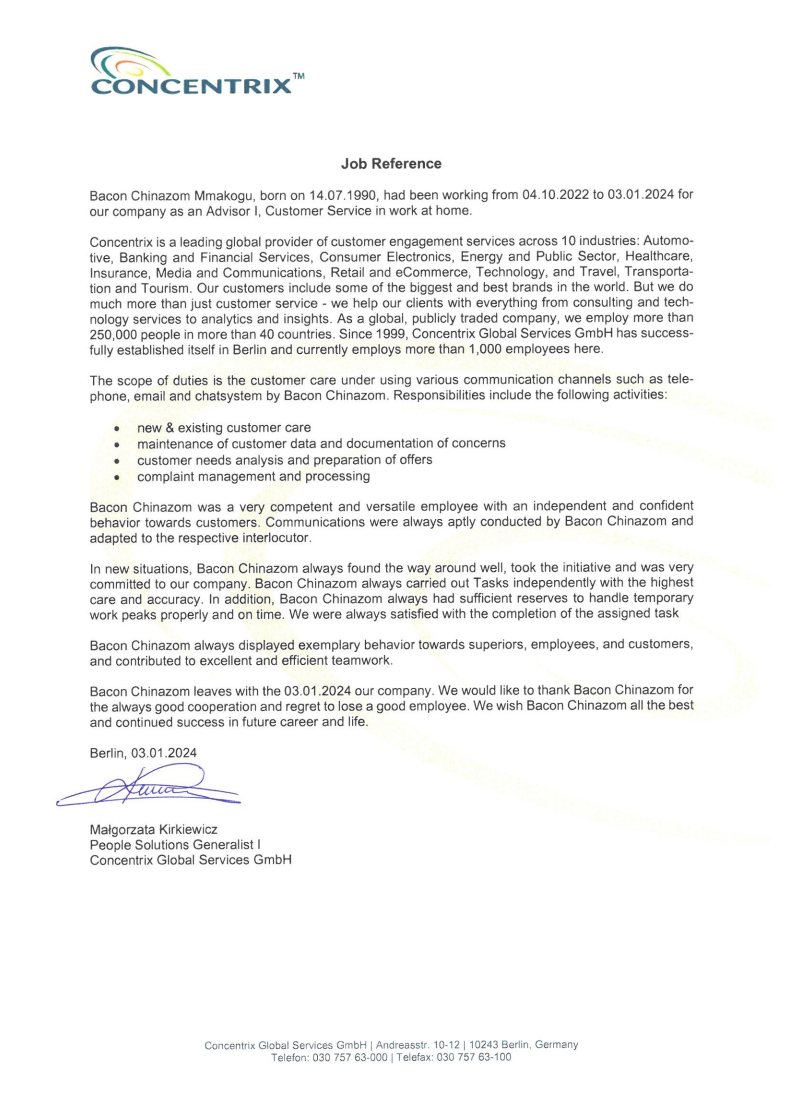 CONCENTRIX™
Job Reference
Bacon Chinazom Mmakogu, born on 14.07.1990, had been working from 04.10.2022 to 03.01.2024 for
our company as an Advisor I, Customer Service in work at home.
Concentrix is a leading global provider of customer engagement services across 10 industries: Automo-
tive, Banking and Financial Services, Consumer Electronics, Energy and Public Sector, Healthcare,
Insurance, Media and Communications, Retail and eCommerce, Technology, and Travel, Transporta-
tion and Tourism. Our customers include some of the biggest and best brands in the world. But we do
much more than just customer service - we help our clients with everything from consulting and tech-
nology services to analytics and insights. As a global, publicly traded company, we employ more than
250,000 people in more than 40 countries. Since 1999, Concentrix Global Services GmbH has success-
fully established itself in Berlin and currently employs more than 1,000 employees here.
The scope of duties is the customer care under using various communication channels such as tele-
phone, email and chatsystem by Bacon Chinazom. Responsibilities include the following activities:
• new & existing customer care
• maintenance of customer data and documentation of concerns
• customer needs analysis and preparation of offers
• complaint management and processing
Bacon Chinazom was a very competent and versatile employee with an independent and confident
behavior towards customers. Communications were always aptly conducted by Bacon Chinazom and
adapted to the respective interlocutor.
In new situations, Bacon Chinazom always found the way around well, took the initiative and was very
committed to our company. Bacon Chinazom always carried out Tasks independently with the highest
care and accuracy. In addition, Bacon Chinazom always had sufficient reserves to handle temporary
work peaks properly and on time. We were always satisfied with the completion of the assigned task
Bacon Chinazom always displayed exemplary behavior towards superiors, employees, and customers,
and contributed to excellent and efficient teamwork.
Bacon Chinazom leaves with the 03.01.2024 our company. We would like to thank Bacon Chinazom for
the always good cooperation and regret to lose a good employee. We wish Bacon Chinazom all the best
and continued success in future career and life.
Berlin, 03.01.2024
Małgorzata Kirkiewicz
People Solutions Generalist I
Concentrix Global Services GmbH
Concentrix Global Services GmbH | Andreasstr. 10-12 | 10243 Berlin, Germany
Telefon: 030 757 63-000 | Telefax: 030 757 63-100